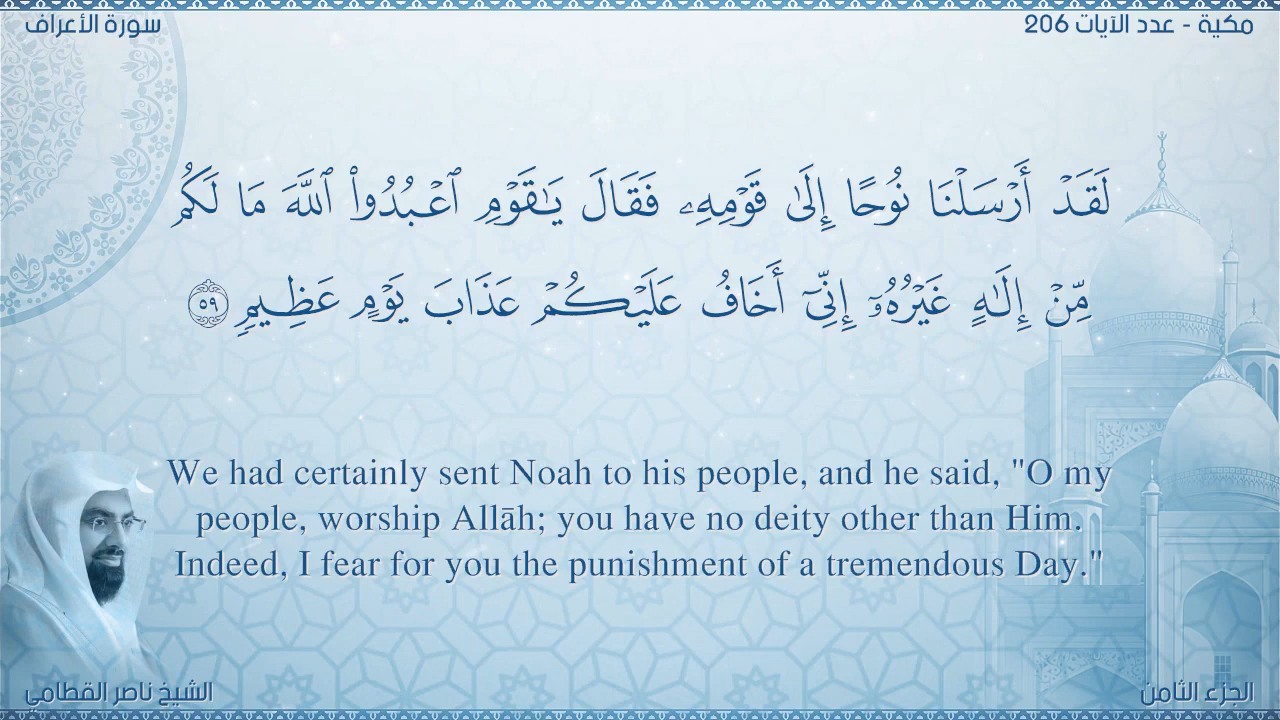 مكية - عدد الآيات 206
سورة الأعراف
لَقَدْ أَرْسَلْنَا نُوحًا إِلَىٰ قَوْمِهِۦ فَقَالَ يَـٰقَوْمِ ٱعْبُدُوا۟ ٱللَّهَ مَا لَكُم
مِّنْ إِلَـٰهٍ غَيْرُهُۥٓ إِنِّىٓ أَخَافُ عَلَيْكُمْ عَذَابَ يَوْمٍ عَظِيمٍ ٥٩
We had certainly sent Noah to his people, and he said, "O my
people, worship Allāh; you have no deity other than Him.
Indeed, I fear for you the punishment of a tremendous Day."
الجزء الثامن
الشيخ ناصر القطامي